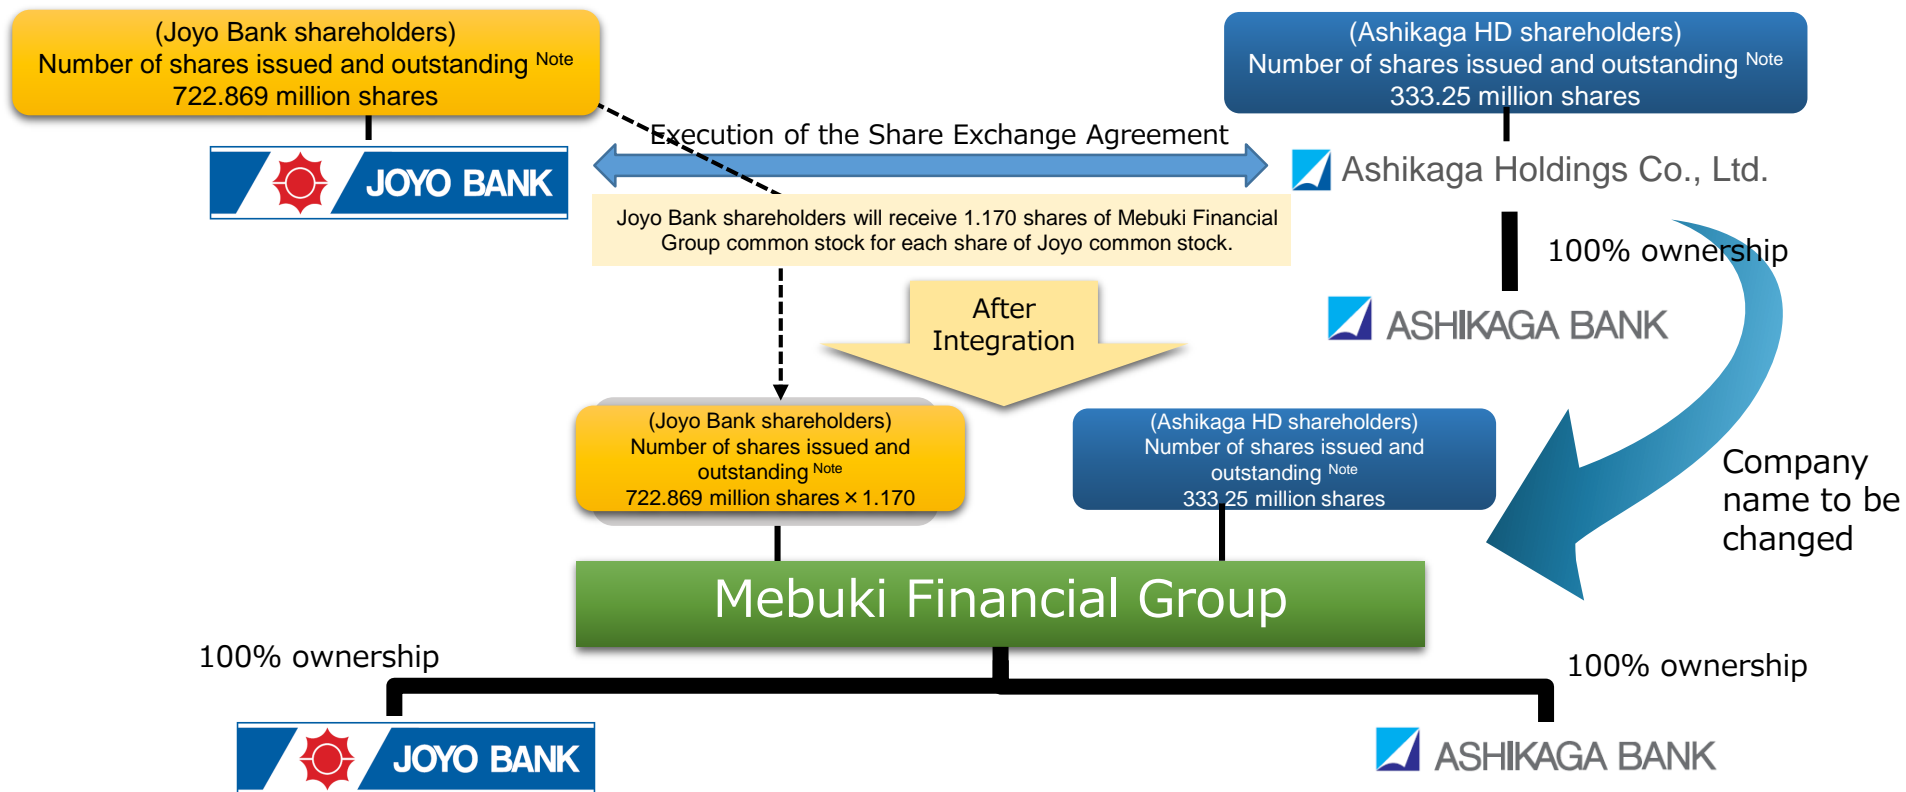 (Joyo Bank shareholders)
Number of shares issued and outstanding Note
722.869 million shares
(Ashikaga HD shareholders)
Number of shares issued and outstanding Note
333.25 million shares
Execution of the Share Exchange Agreement
JOYO BANK
Ashikaga Holdings Co., Ltd.
Joyo Bank shareholders will receive 1.170 shares of Mebuki Financial
Group common stock for each share of Joyo common stock.
100% ownership
ASHIKAGA BANK
After
Integration
(Joyo Bank shareholders)
Number of shares issued and
outstanding Note
722.869 million shares×1.170
(Ashikaga HD shareholders)
Number of shares issued and
outstanding Note
333.25 million shares
Company
name to be
changed
Mebuki Financial Group
100% ownership
100% ownership
JOYO BANK
ASHIKAGA BANK